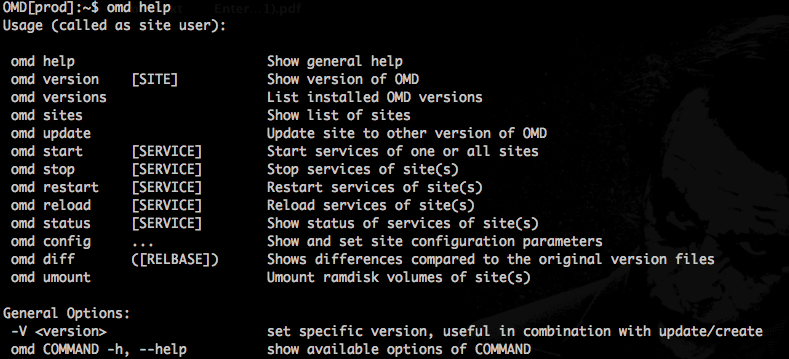 OMD[prod]:~$ omd help
Usage (called as site user):
omd help Show general help
omd version [SITE] Show version of OMD
omd versions List installed OMD versions
omd sites Show list of sites
omd update Update site to other version of OMD
omd start [SERVICE] Start services of one or all sites
omd stop [SERVICE] Stop services of site(s)
omd restart [SERVICE] Restart services of site(s)
omd reload [SERVICE] Reload services of site(s)
omd status [SERVICE] Show status of services of site(s)
omd config ... Show and set site configuration parameters
omd diff ([RELBASE]) Shows differences compared to the original version files
omd umount Umount ramdisk volumes of site(s)
General Options:
-V <version> set specific version, useful in combination with update/create
omd COMMAND -h, --help show available options of COMMAND